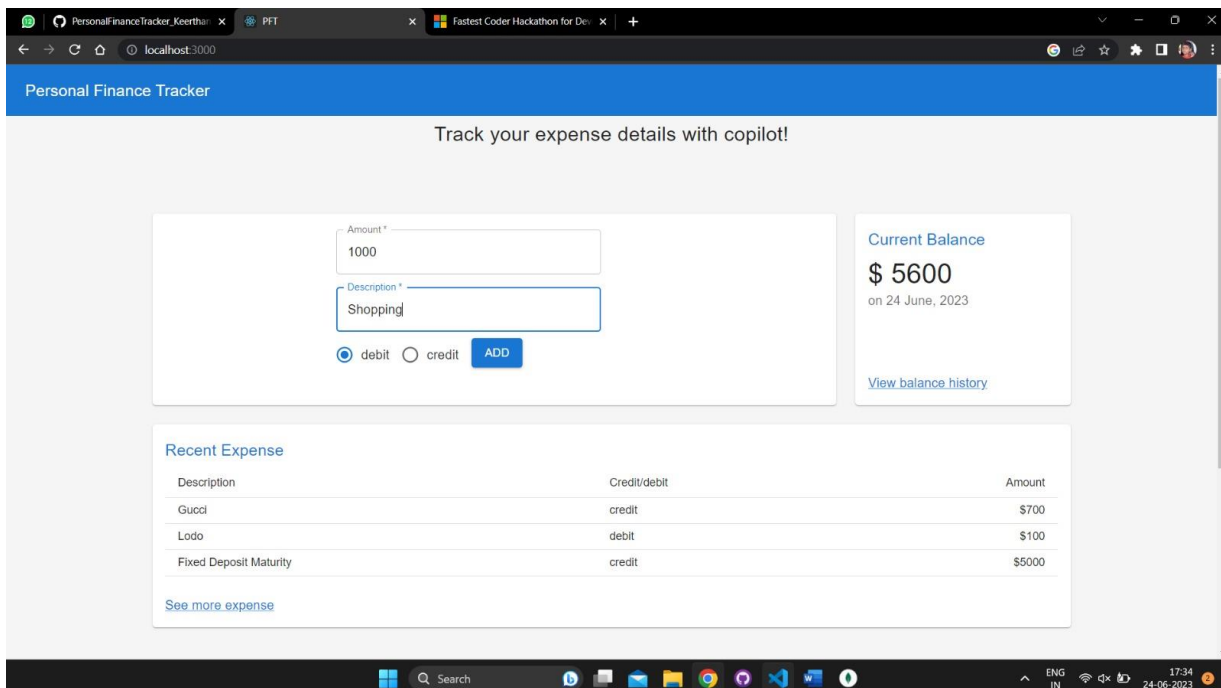 PersonalFinanceTracker_Keerthan
PFT
Fastest Coder Hackathon for Dev
localhost:3000
Personal Finance Tracker
Track your expense details with copilot!
Amount *
1000
Description *
Shopping
debit credit ADD
Current Balance
$ 5600
on 24 June, 2023
View balance history
Recent Expense
Description Credit/debit Amount
Gucci credit $700
Lodo debit $100
Fixed Deposit Maturity credit $5000
See more expense
Search
ENG
IN
17:34
24-06-2023
2